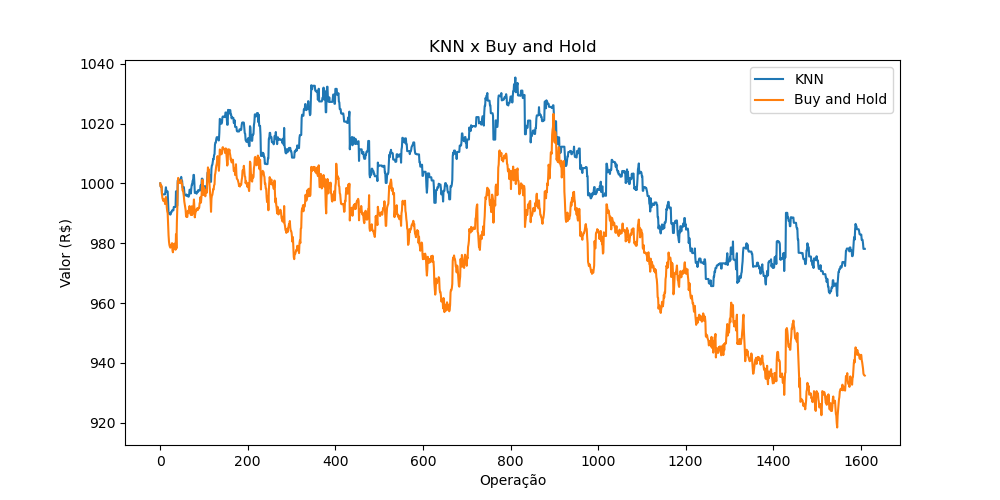 KNN x Buy and Hold
KNN
Buy and Hold
1040
1020
1000
980
960
940
920
Valor (R$)
0 200 400 600 800 1000 1200 1400 1600
Operação